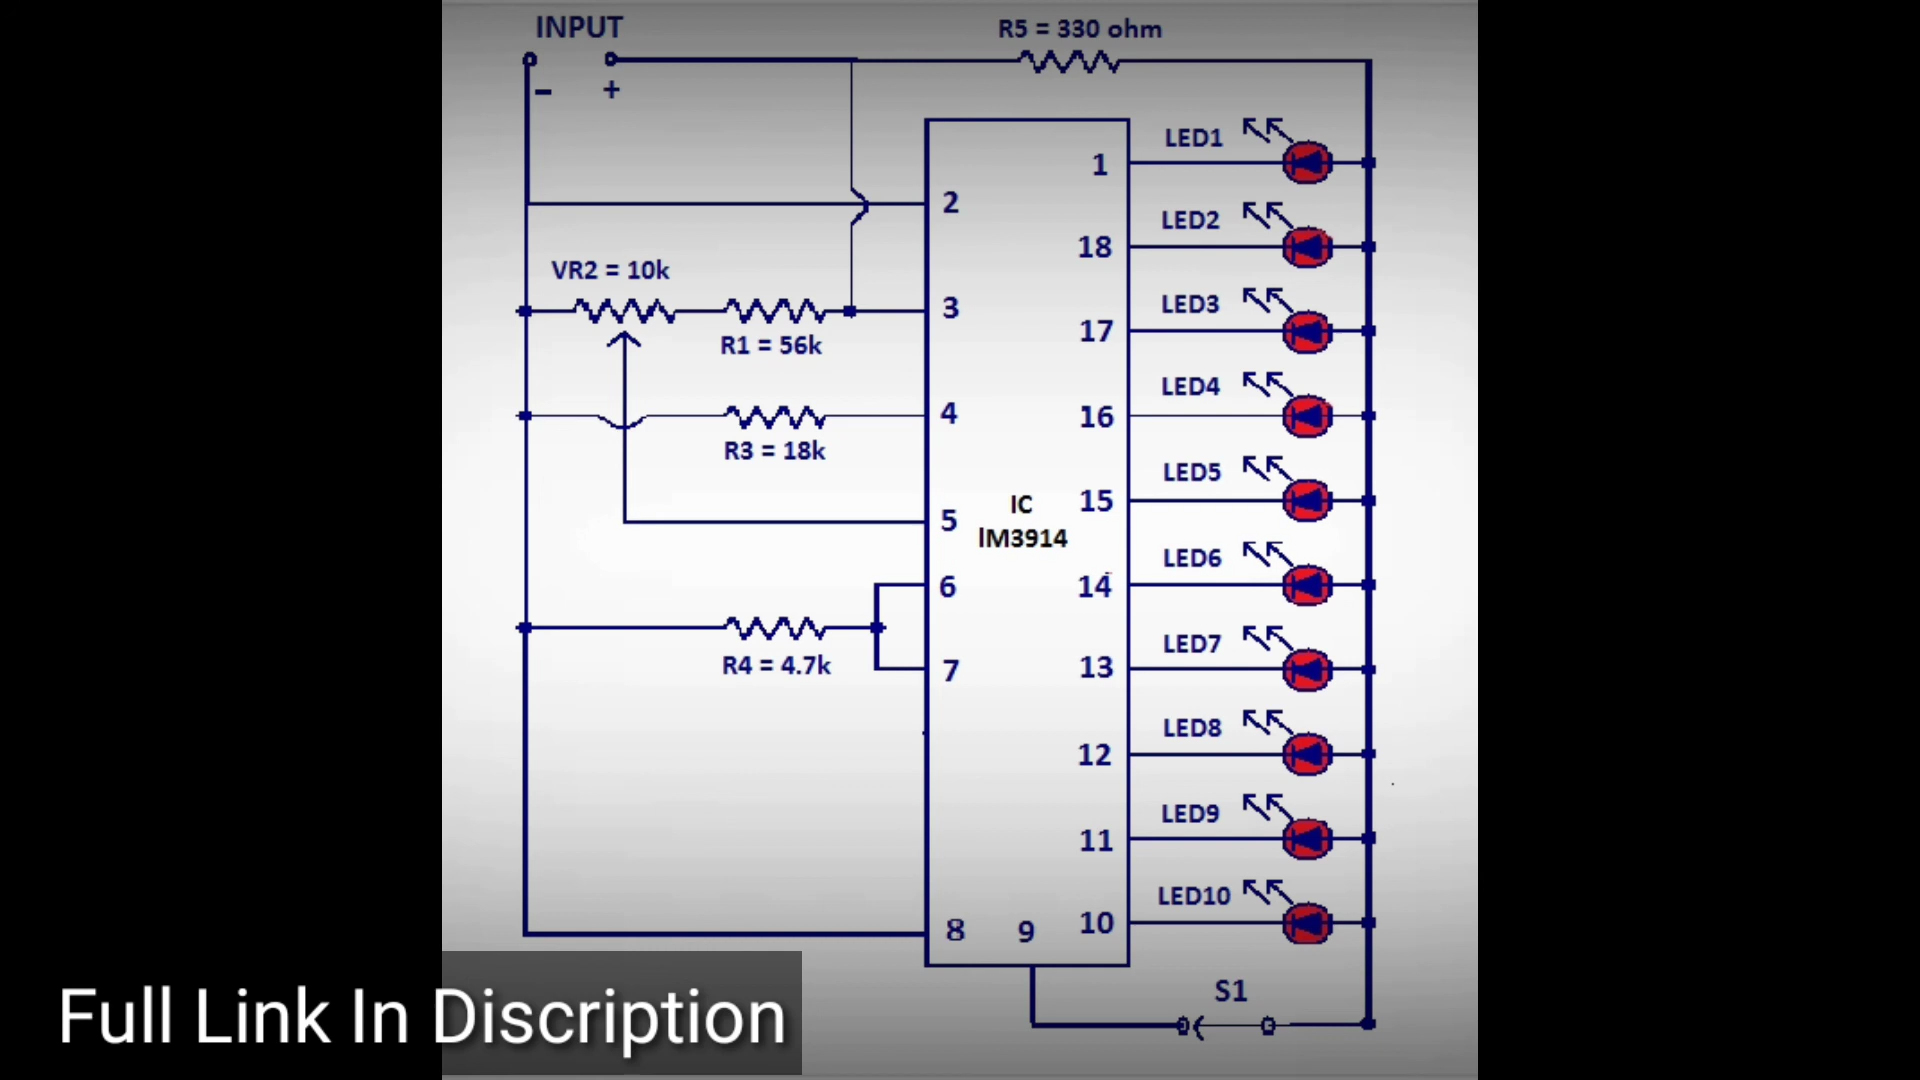 INPUT
R5 = 330 ohm
- +
1
LED1
2
18
LED2
VR2 = 10k
3
R1 = 56k
17
LED3
4
R3 = 18k
16
LED4
5
IC
lM3914
15
LED5
6
14
LED6
R4 = 4.7k
7
13
LED7
12
LED8
11
LED9
8
9
10
LED10
S1
Full Link In Discription